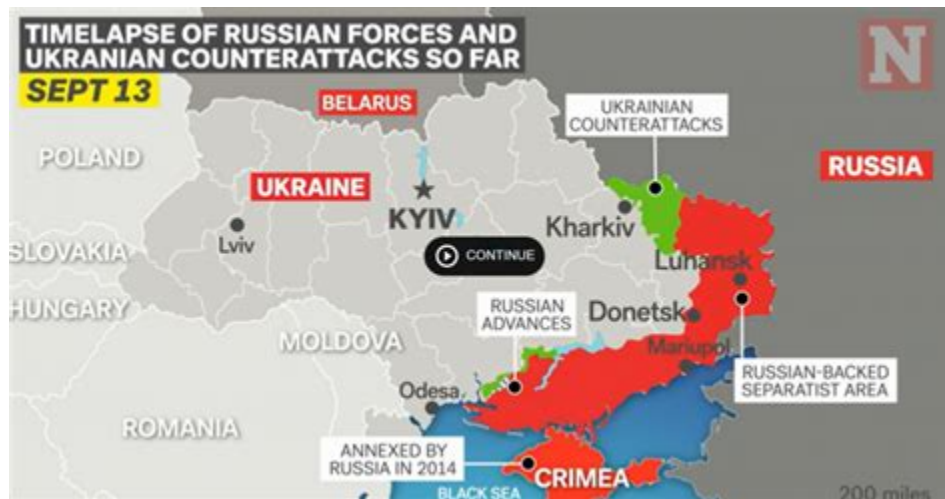 TIMELAPSE OF RUSSIAN FORCES AND
UKRANIAN COUNTERATTACKS SO FAR
SEPT 13
N
BELARUS
UKRAINIAN
COUNTERATTACKS
POLAND
RUSSIA
UKRAINE
KYIV
Kharkiv
Lviv
SLOVAKIA
CONTINUE
Luhansk
HUNGARY
RUSSIAN
ADVANCES
Donetsk
MOLDOVA
Mariupol
RUSSIAN-BACKED
SEPARATIST AREA
Odesa
ROMANIA
ANNEXED BY
RUSSIA IN 2014
CRIMEA
BLACK SEA
200 miles